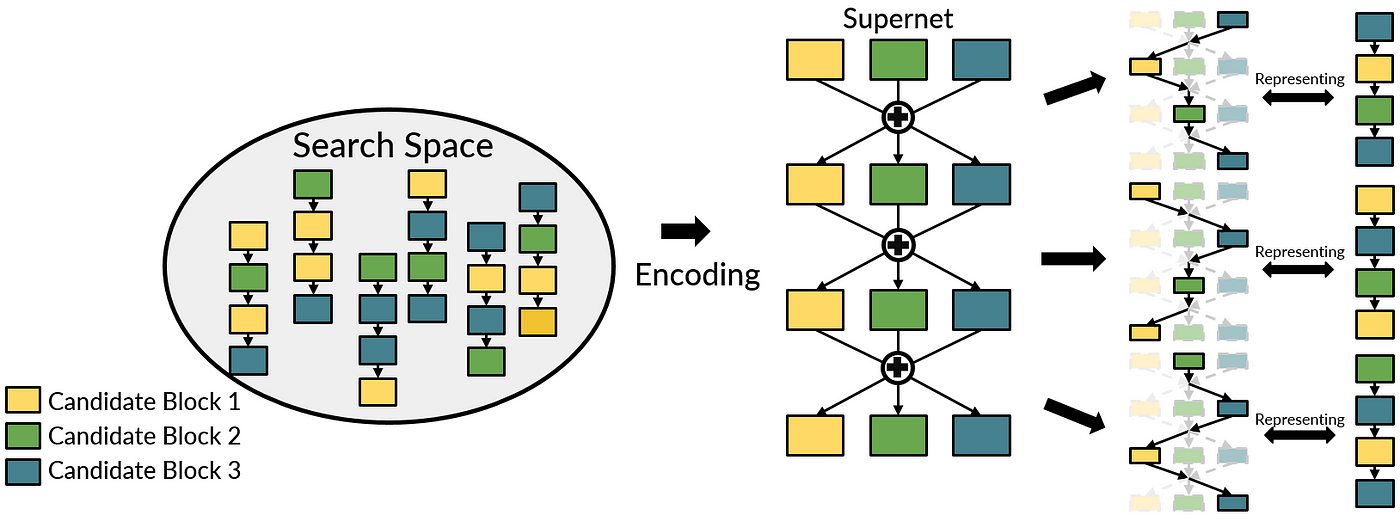 Search Space
Candidate Block 1
Candidate Block 2
Candidate Block 3
Encoding
Supernet
Representing
Representing
Representing